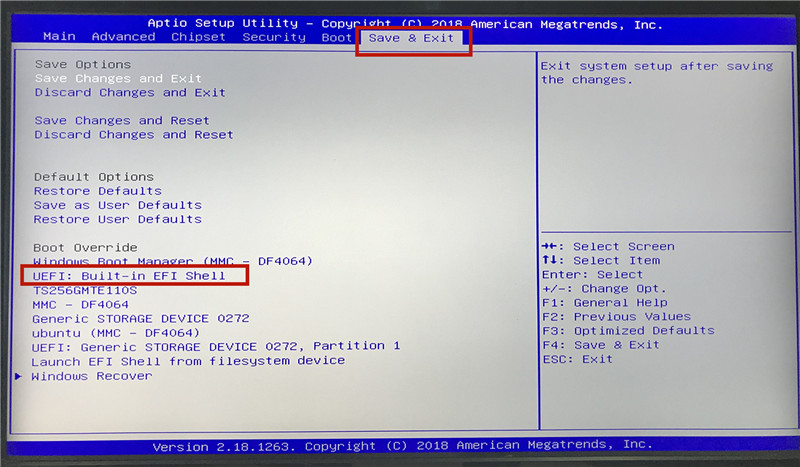 Aptio Setup Utility – Copyright (C) 2018 American Megatrends, Inc.
Main Advanced Chipset Security Boot Save & Exit
Save Options
Save Changes and Exit
Discard Changes and Exit
Save Changes and Reset
Discard Changes and Reset
Default Options
Restore Defaults
Save as User Defaults
Restore User Defaults
Boot Override
Windows Boot Manager (MMC - DF4064)
UEFI: Built-in EFI Shell
TS256GMTE110S
MMC - DF4064
Generic STORAGE DEVICE 0272
ubuntu (MMC - DF4064)
UEFI: Generic STORAGE DEVICE 0272, Partition 1
Launch EFI Shell from filesystem device
Windows Recover
Exit system setup after saving
the changes.
→←: Select Screen
↑↓: Select Item
Enter: Select
+/-: Change Opt.
F1: General Help
F2: Previous Values
F3: Optimized Defaults
F4: Save & Exit
ESC: Exit
Version 2.18.1263. Copyright (C) 2018 American Megatrends, Inc.